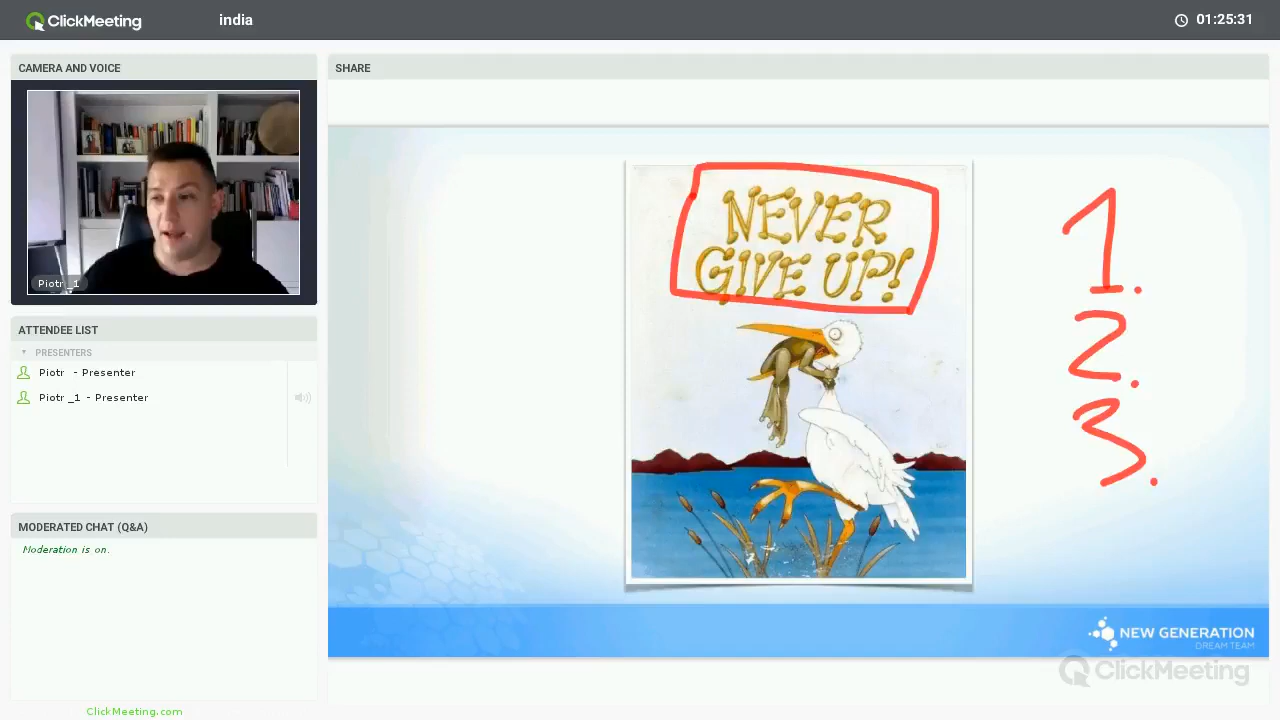 ClickMeeting
india
01:25:31
CAMERA AND VOICE
Piotr _1
ATTENDEE LIST
PRESENTERS
Piotr - Presenter
Piotr _1 - Presenter
MODERATED CHAT (Q&A)
Moderation is on.
ClickMeeting.com
SHARE
NEVER
GIVE UP!
1.
2.
3.
NEW GENERATION
DREAM TEAM
ClickMeeting